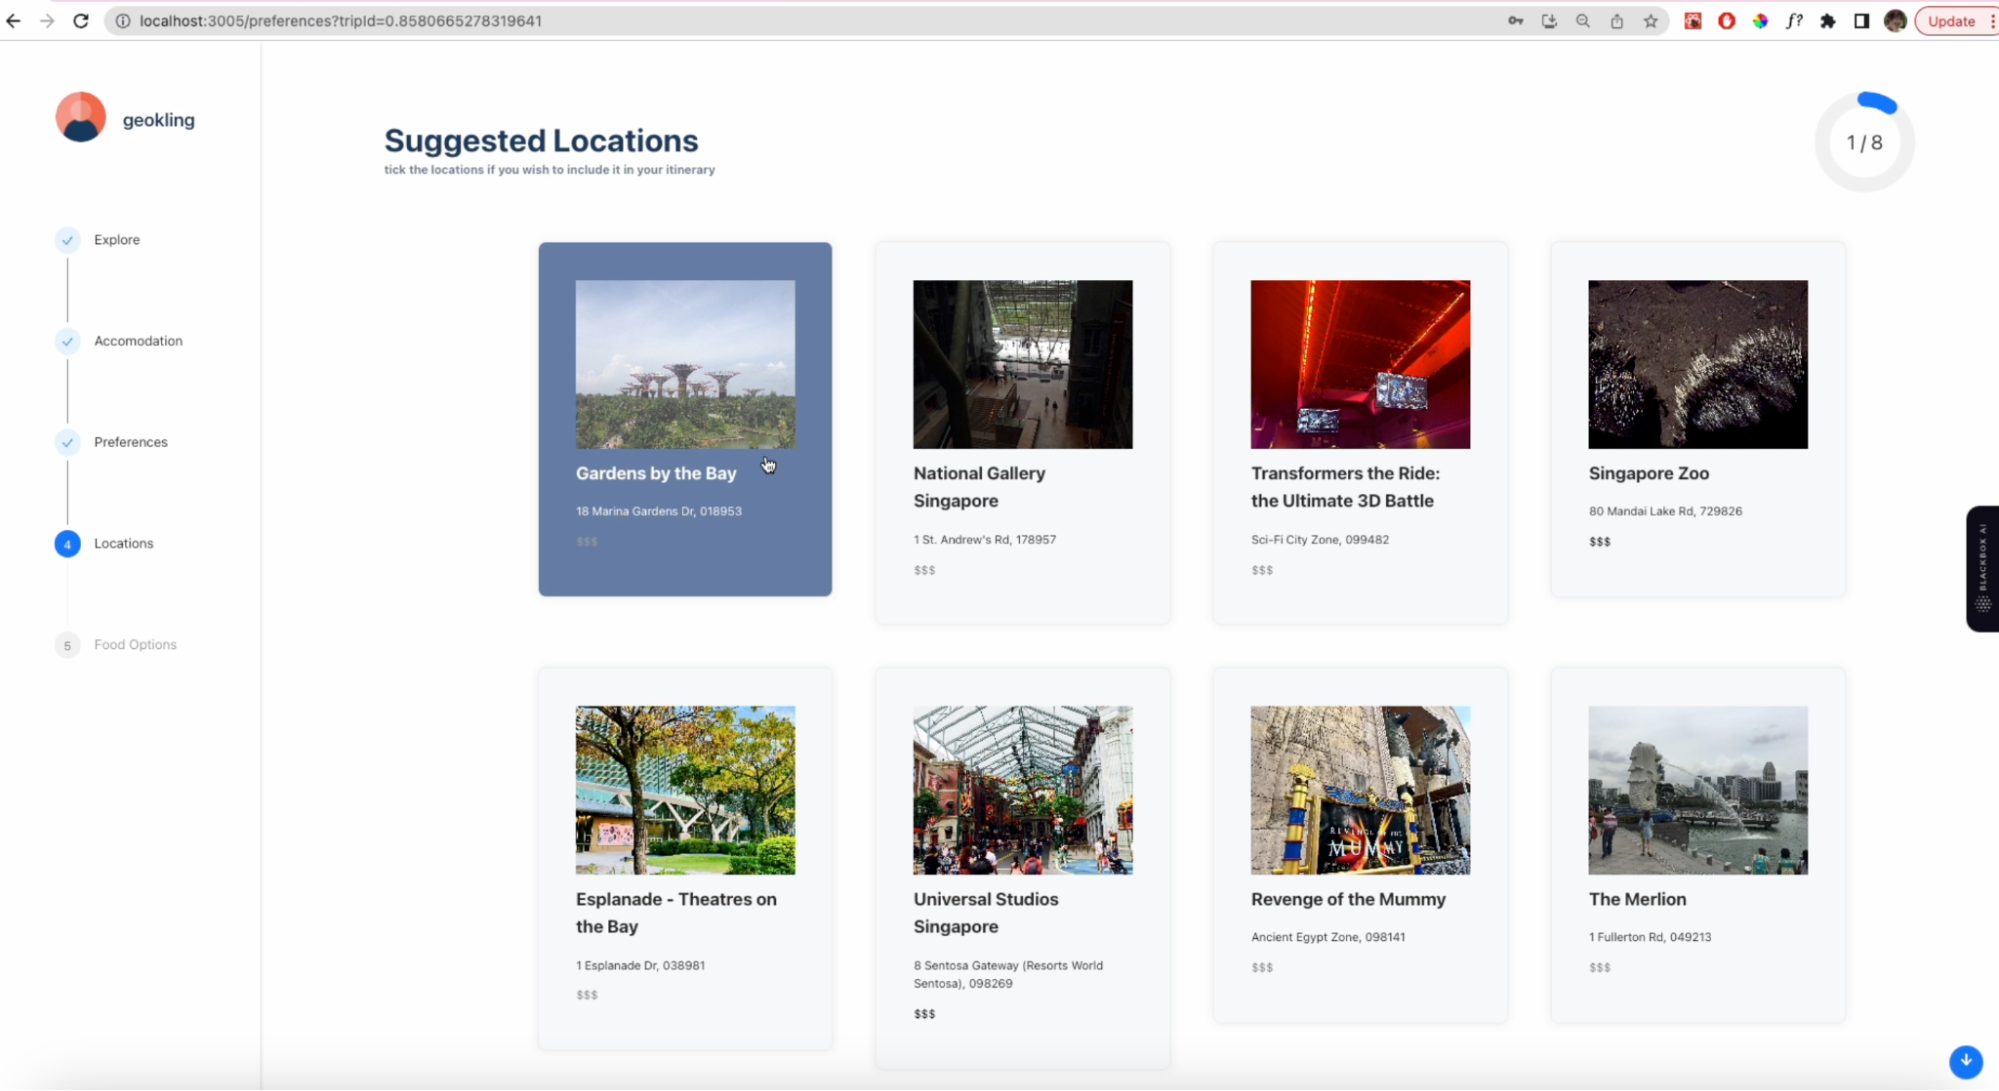 localhost:3005/preferences?tripId=0.8580665278319641
f?
Update
geokling
Explore
Accomodation
Preferences
4 Locations
5 Food Options
Suggested Locations
tick the locations if you wish to include it in your itinerary
1 / 8
Gardens by the Bay
18 Marina Gardens Dr, 018953
$$$
National Gallery
Singapore
1 St. Andrew's Rd, 178957
$$$
Transformers the Ride:
the Ultimate 3D Battle
Sci-Fi City Zone, 099482
$$$
Singapore Zoo
80 Mandai Lake Rd, 729826
$$$
BLACKBOX AI
Esplanade - Theatres on
the Bay
1 Esplanade Dr, 038981
$$$
Universal Studios
Singapore
8 Sentosa Gateway (Resorts World
Sentosa), 098269
$$$
REVENGE OF THE
MUMMY
Revenge of the Mummy
Ancient Egypt Zone, 098141
$$$
The Merlion
1 Fullerton Rd, 049213
$$$